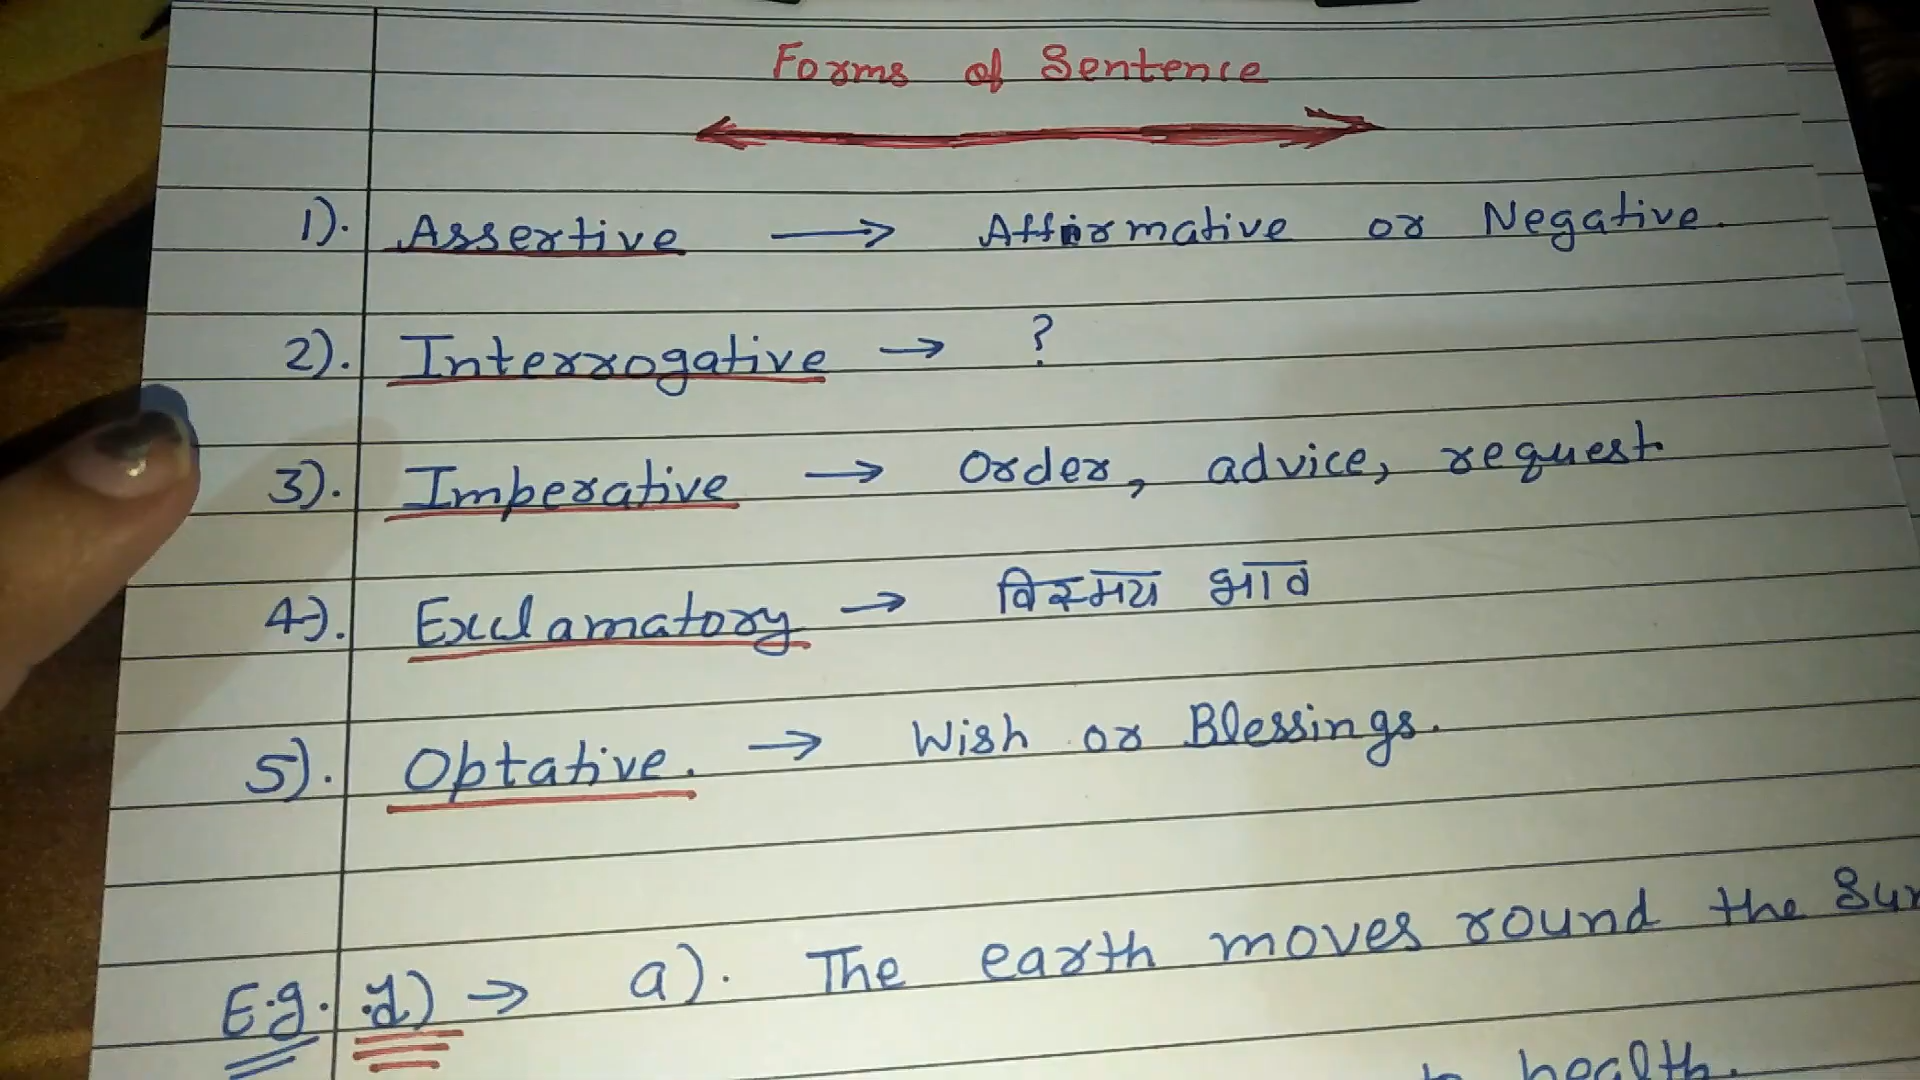 Forms of Sentence
1). Assertive → Affirmative or Negative.
2). Interrogative → ?
3). Imperative → Order, advice, request.
4). Exclamatory → विस्मय भाव
5). Optative. → Wish or Blessings.
E.g. 1) → a). The earth moves round the Sun
health.